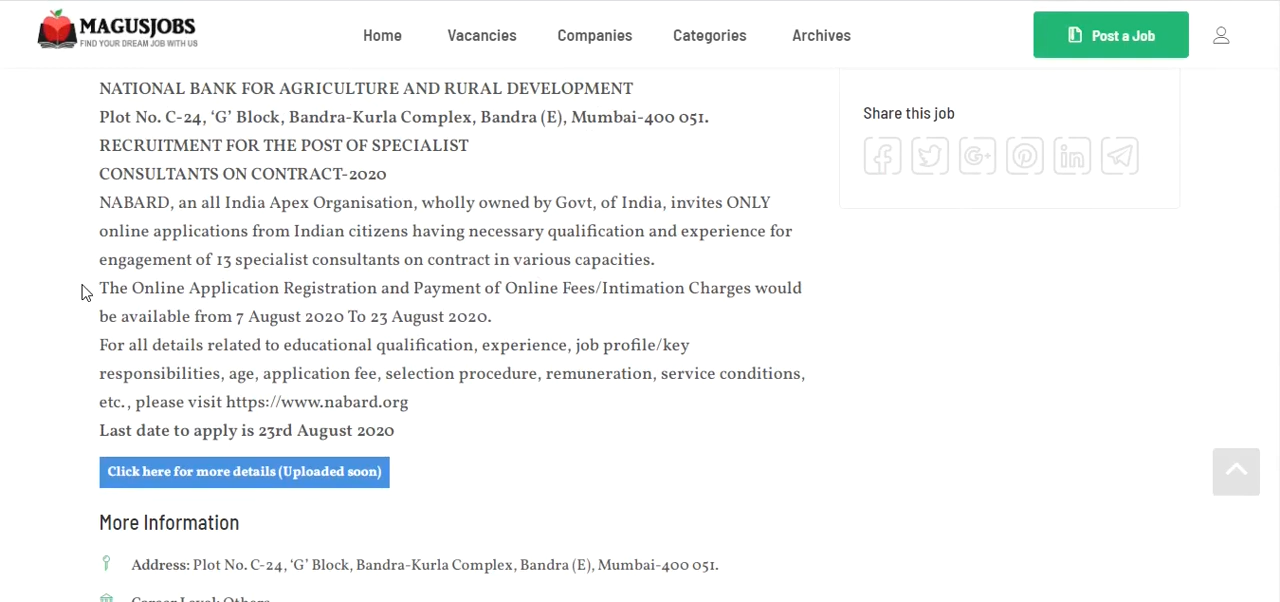 MAGUSJOBS
FIND YOUR DREAM JOB WITH US
Home Vacancies Companies Categories Archives Post a Job
NATIONAL BANK FOR AGRICULTURE AND RURAL DEVELOPMENT
Plot No. C-24, ‘G’ Block, Bandra-Kurla Complex, Bandra (E), Mumbai-400 051.
RECRUITMENT FOR THE POST OF SPECIALIST
CONSULTANTS ON CONTRACT-2020
NABARD, an all India Apex Organisation, wholly owned by Govt, of India, invites ONLY
online applications from Indian citizens having necessary qualification and experience for
engagement of 13 specialist consultants on contract in various capacities.
The Online Application Registration and Payment of Online Fees/Intimation Charges would
be available from 7 August 2020 To 23 August 2020.
For all details related to educational qualification, experience, job profile/key
responsibilities, age, application fee, selection procedure, remuneration, service conditions,
etc., please visit https://www.nabard.org
Last date to apply is 23rd August 2020
Click here for more details (Uploaded soon)
More Information
Address: Plot No. C-24, ‘G’ Block, Bandra-Kurla Complex, Bandra (E), Mumbai-400 051.
Career Level: Others
Share this job